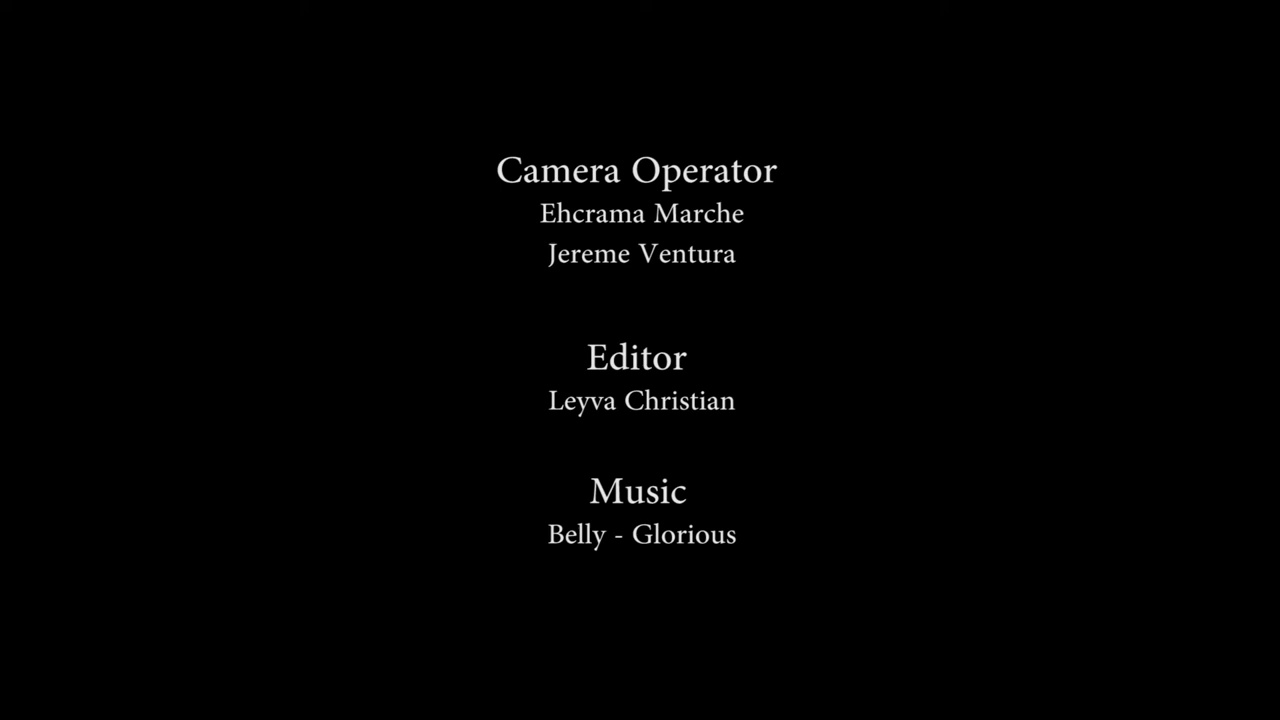 Camera Operator
Ehcrama Marche
Jereme Ventura
Editor
Leyva Christian
Music
Belly - Glorious